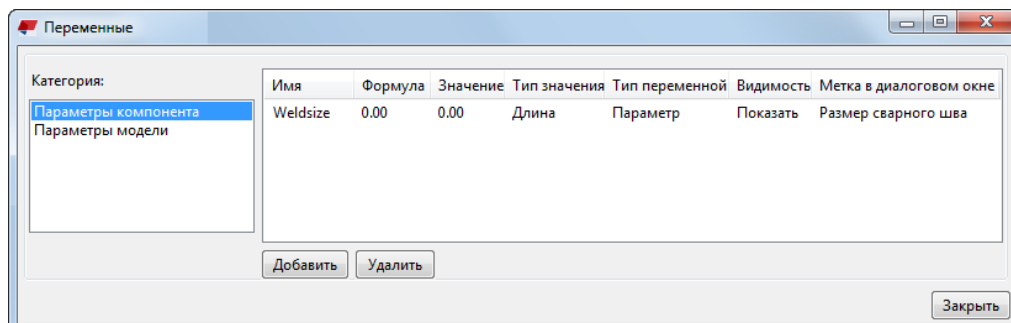 Переменные
Категория:
Параметры компонента
Параметры модели
Имя Формула Значение Тип значения Тип переменной Видимость Метка в диалоговом окне
Weldsize 0.00 0.00 Длина Параметр Показать Размер сварного шва
Добавить Удалить
Закрыть